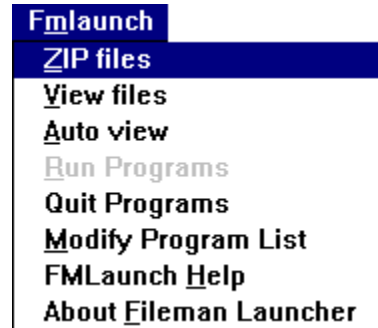 Fmlaunch
ZIP files
View files
Auto view
Run Programs
Quit Programs
Modify Program List
FMLaunch Help
About Fileman Launcher